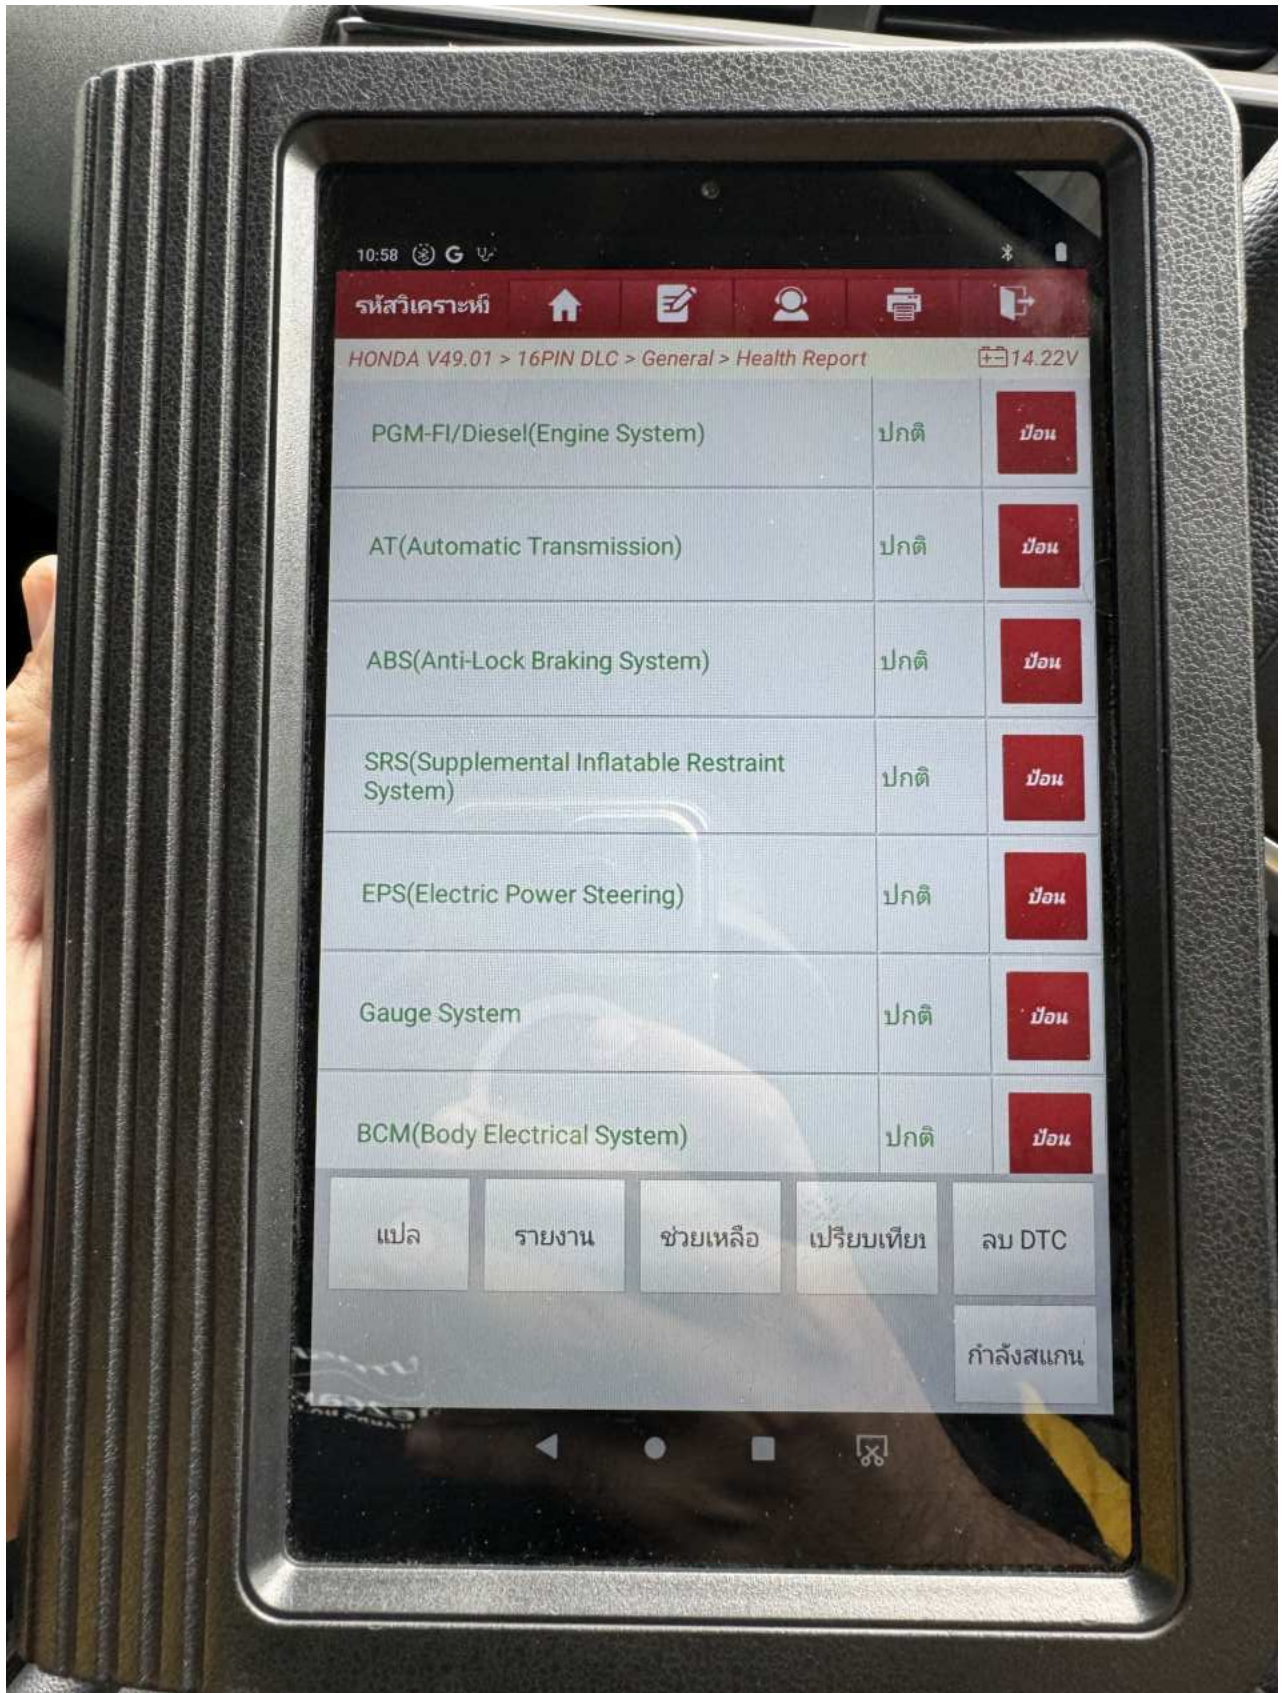 10:58 G
รหัสวิเคราะห์
HONDA V49.01 > 16PIN DLC > General > Health Report 14.22V
PGM-FI/Diesel(Engine System) ปกติ ป้อน
AT(Automatic Transmission) ปกติ ป้อน
ABS(Anti-Lock Braking System) ปกติ ป้อน
SRS(Supplemental Inflatable Restraint
System) ปกติ ป้อน
EPS(Electric Power Steering) ปกติ ป้อน
Gauge System ปกติ ป้อน
BCM(Body Electrical System) ปกติ ป้อน
แปล รายงาน ช่วยเหลือ เปรียบเทียบ ลบ DTC
กำลังสแกน